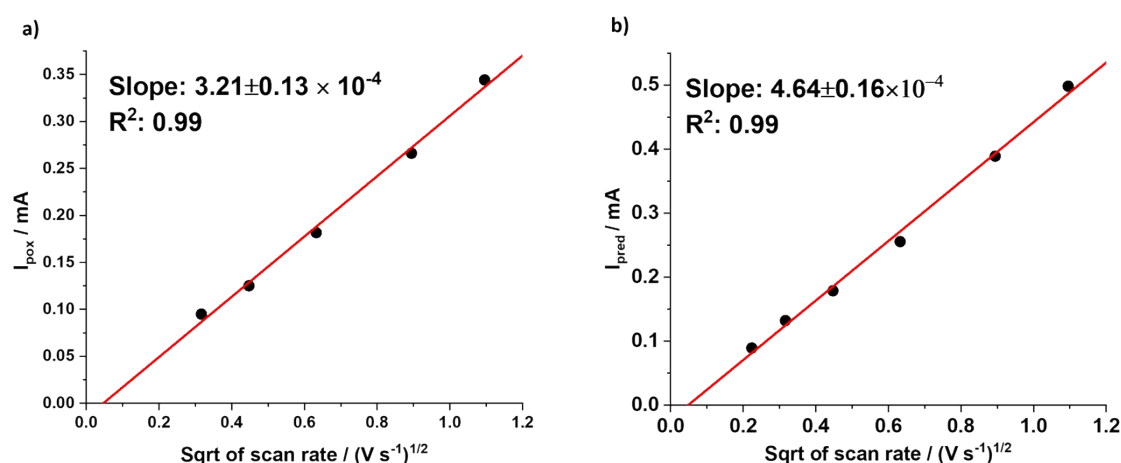 a)
Slope: 3.21±0.13 × 10⁻⁴
R²: 0.99
0.35
0.30
0.25
0.20
0.15
0.10
0.05
0.00
I_pox / mA
0.0 0.2 0.4 0.6 0.8 1.0 1.2
Sqrt of scan rate / (V s⁻¹)¹ᐟ²
b)
Slope: 4.64±0.16×10⁻⁴
R²: 0.99
0.5
0.4
0.3
0.2
0.1
0.0
I_pred / mA
0.0 0.2 0.4 0.6 0.8 1.0 1.2
Sqrt of scan rate / (V s⁻¹)¹ᐟ²